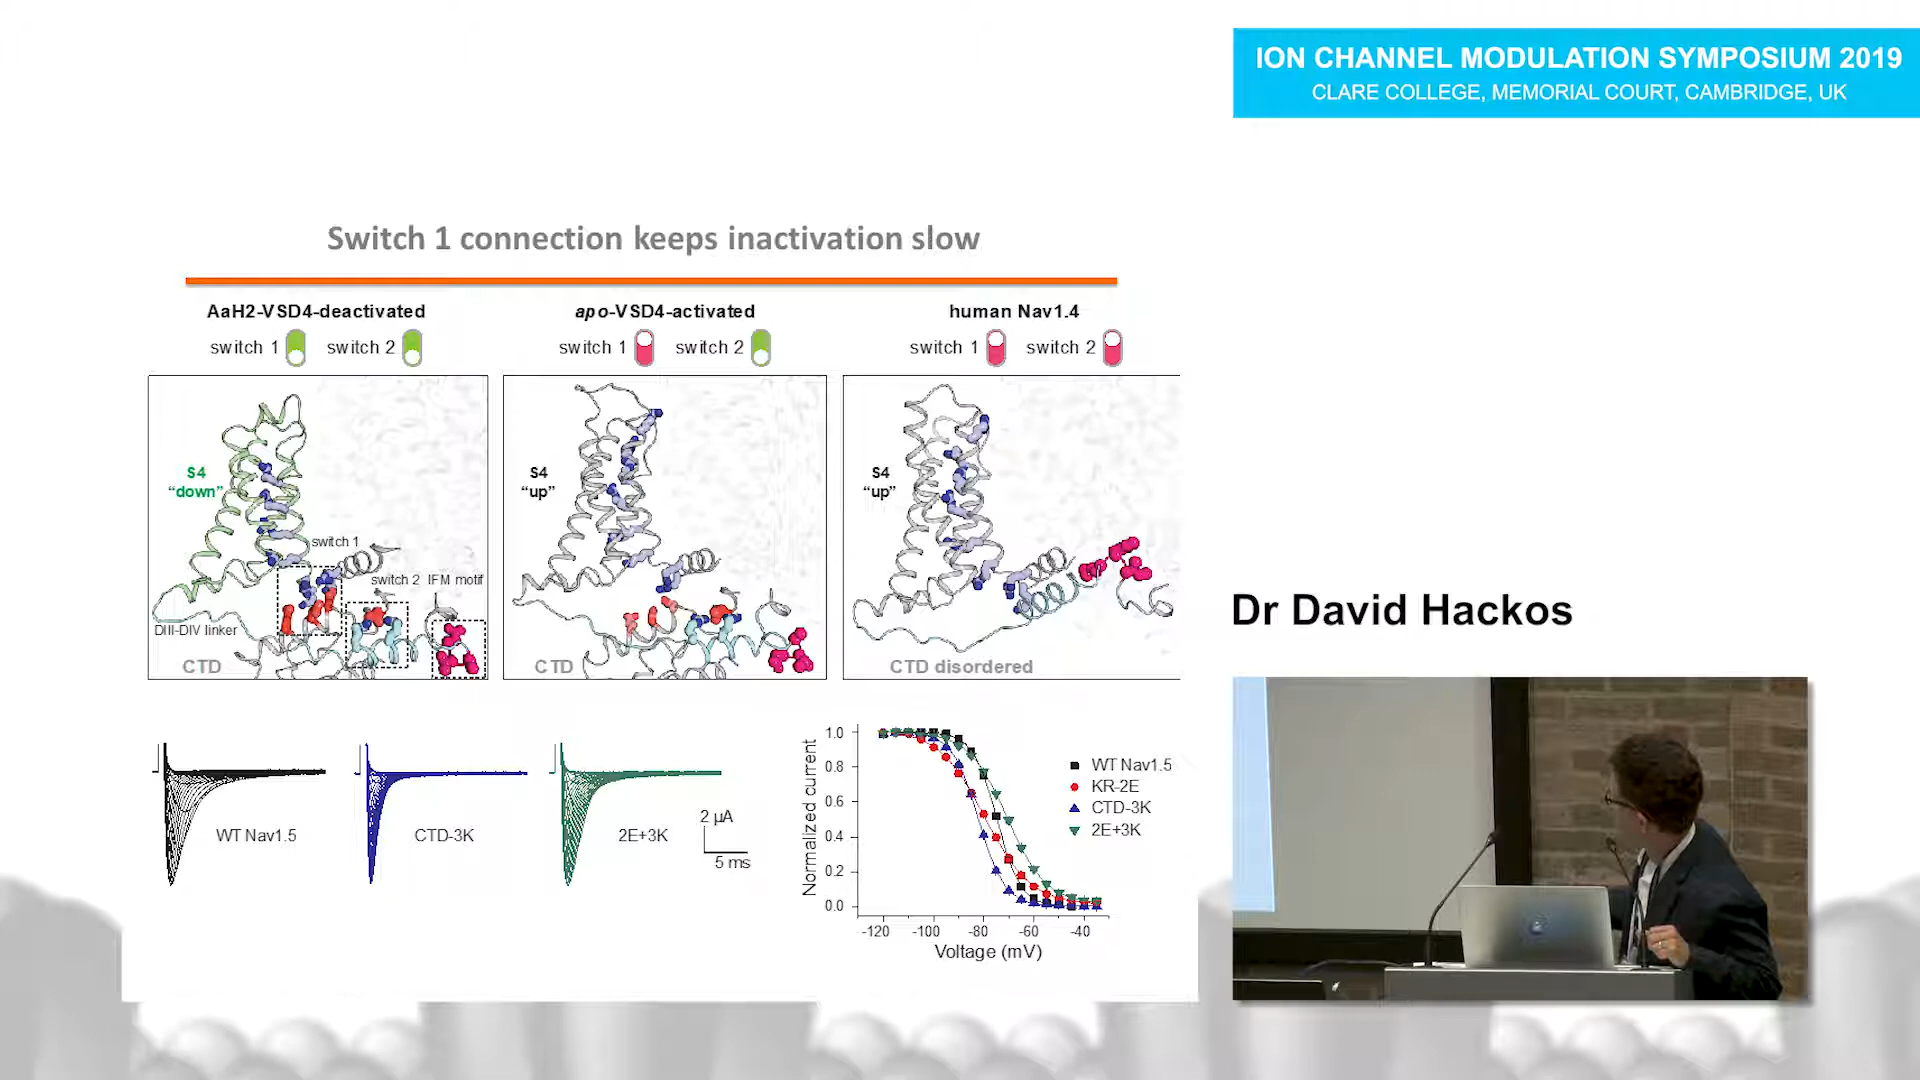 ION CHANNEL MODULATION SYMPOSIUM 2019
CLARE COLLEGE, MEMORIAL COURT, CAMBRIDGE, UK
Switch 1 connection keeps inactivation slow
AaH2-VSD4-deactivated
switch 1 switch 2
apo-VSD4-activated
switch 1 switch 2
human Nav1.4
switch 1 switch 2
S4
“down”
switch 1
switch 2 IFM motif
DIII-DIV linker
CTD
S4
“up”
CTD
S4
“up”
CTD disordered
Dr David Hackos
WT Nav1.5
CTD-3K
2E+3K
2 µA
5 ms
Normalized current
1.0
0.8
0.6
0.4
0.2
0.0
-120 -100 -80 -60 -40
Voltage (mV)
WT Nav1.5
KR-2E
CTD-3K
2E+3K